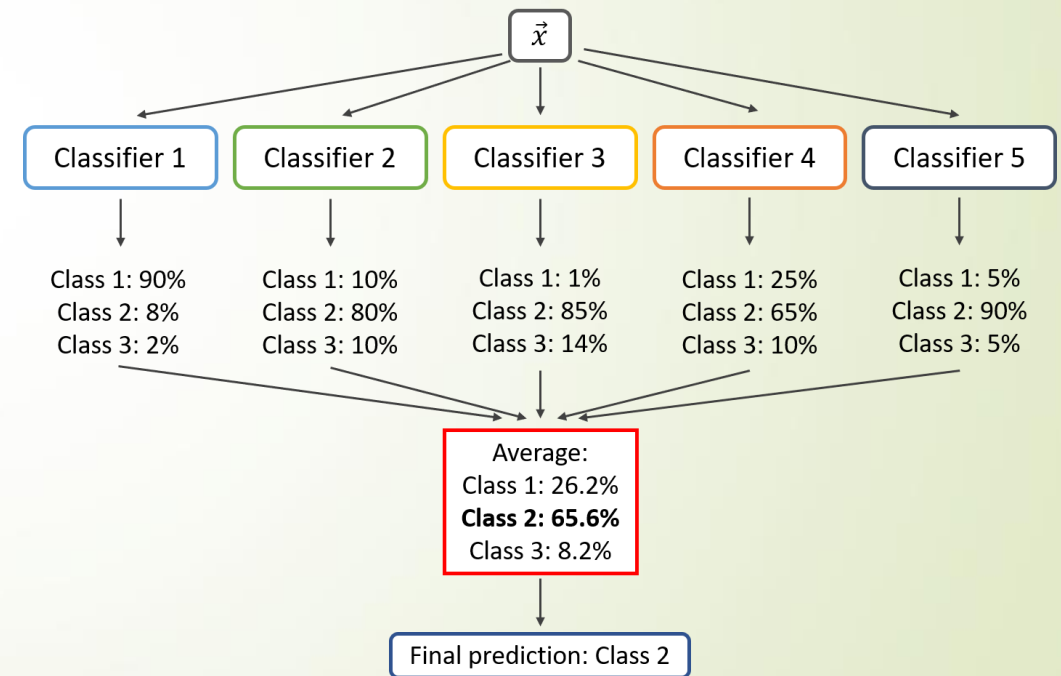 x⃗
Classifier 1
Classifier 2
Classifier 3
Classifier 4
Classifier 5
Class 1: 90%
Class 2: 8%
Class 3: 2%
Class 1: 10%
Class 2: 80%
Class 3: 10%
Class 1: 1%
Class 2: 85%
Class 3: 14%
Class 1: 25%
Class 2: 65%
Class 3: 10%
Class 1: 5%
Class 2: 90%
Class 3: 5%
Average:
Class 1: 26.2%
Class 2: 65.6%
Class 3: 8.2%
Final prediction: Class 2